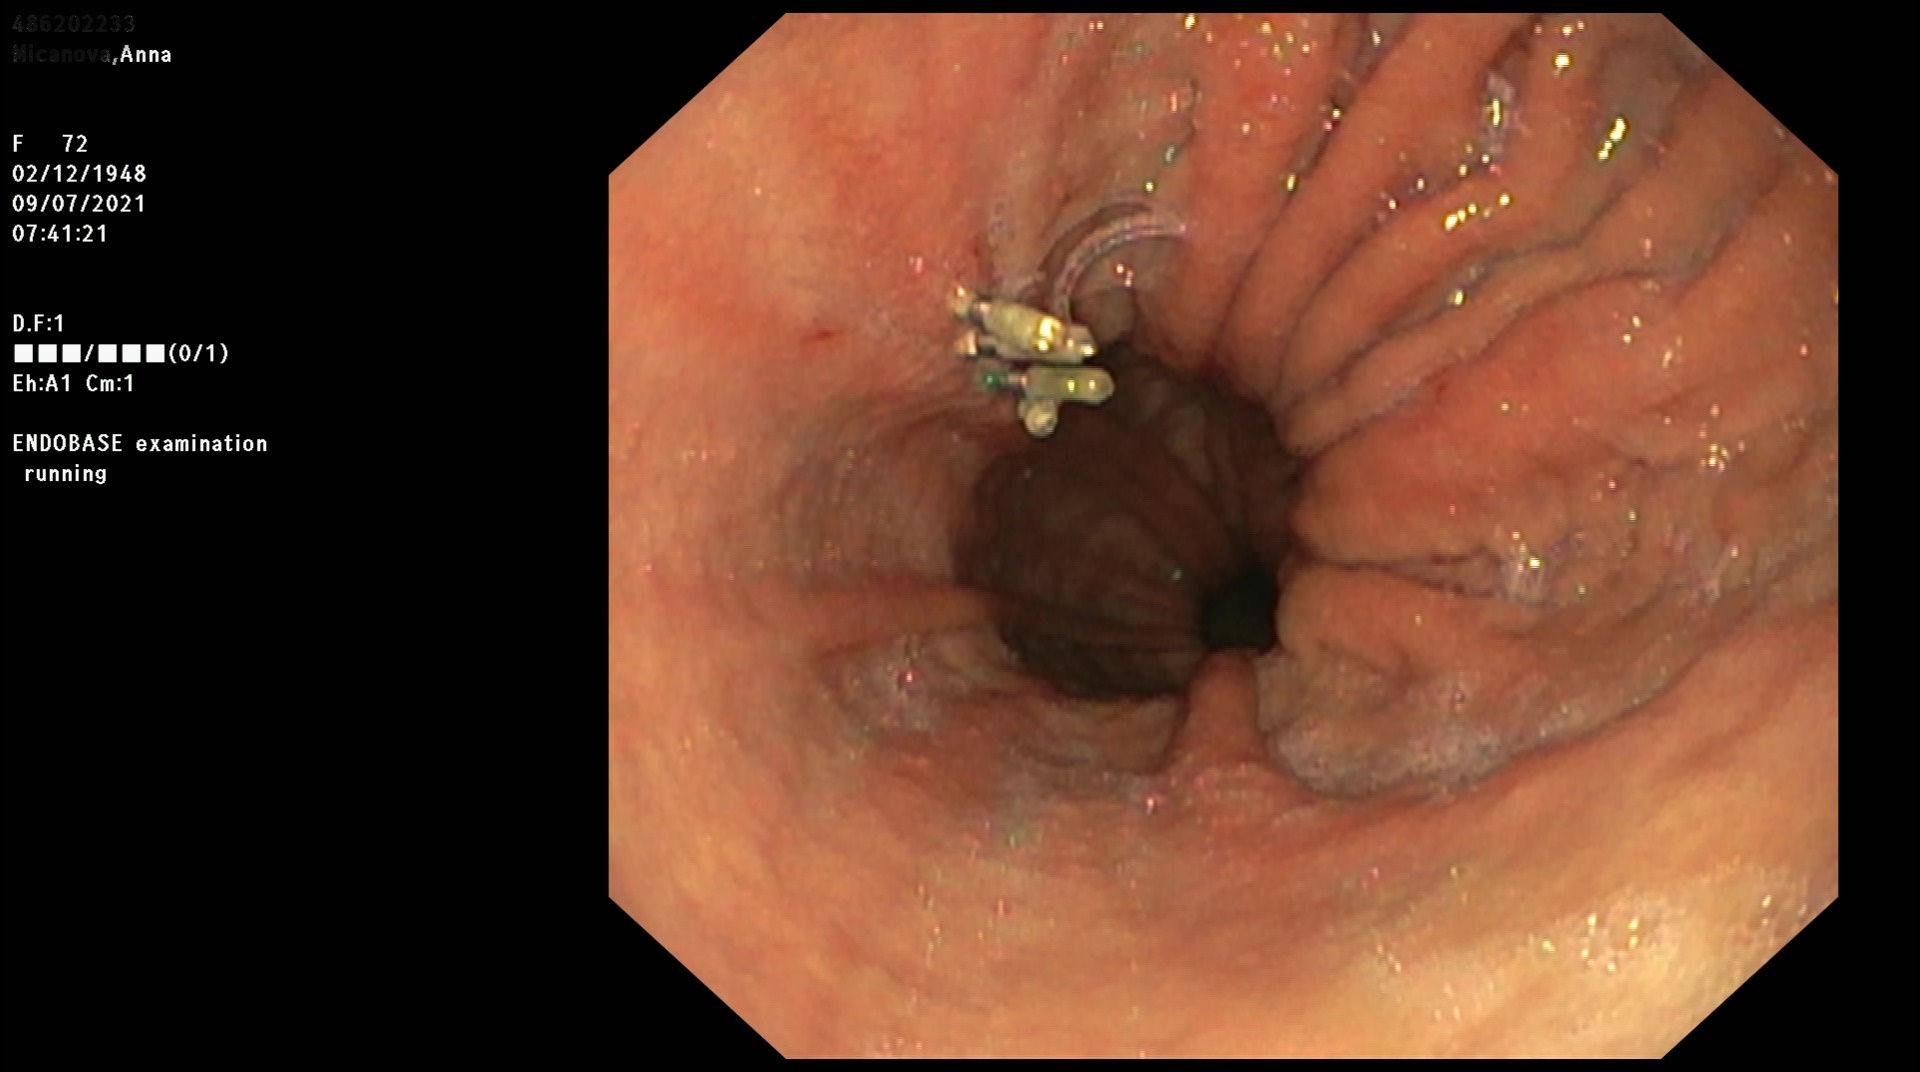 486202233
Micanova,Anna
F 72
02/12/1948
09/07/2021
07:41:21
D.F:1
■■■/■■■(0/1)
Eh:A1 Cm:1
ENDOBASE examination
running